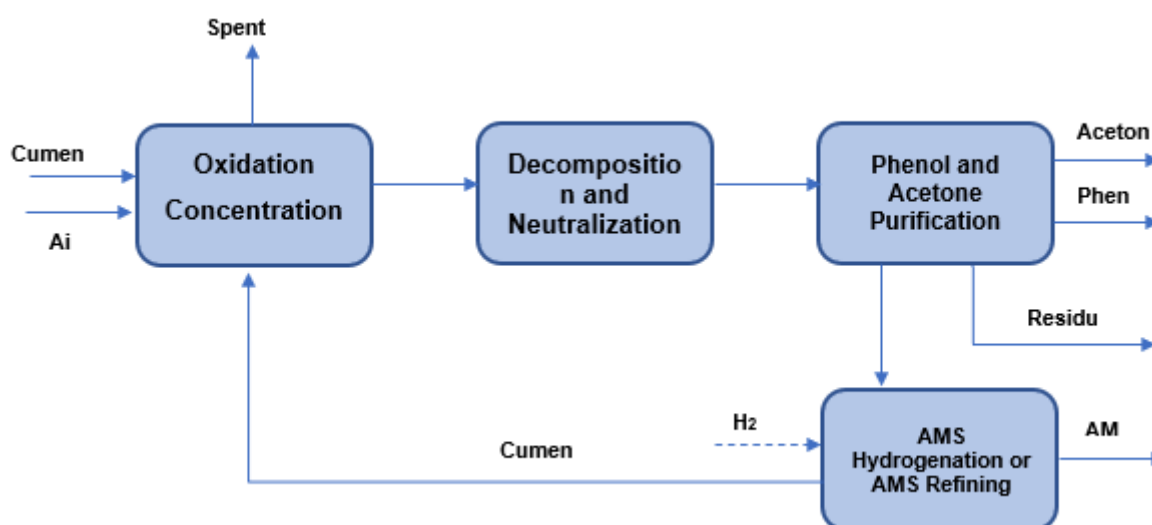 Spent
Cumen
Ai
Oxidation
Concentration
Decompositio
n and
Neutralization
Phenol and
Acetone
Purification
Aceton
Phen
Residu
H2
Cumen
AMS
Hydrogenation or
AMS Refining
AM